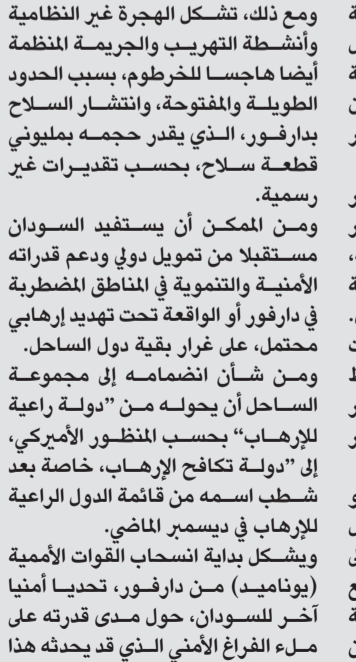 ومع ذلك، تشكل الهجرة غير النظامية
وأنشطة التهريب والجريمة المنظمة
أيضا هاجسا للخرطوم، بسبب الحدود
الطويلة والمفتوحة، وانتشار السلاح
بدارفور، الذي يقدر حجمه بمليوني
قطعة سلاح، بحسب تقديرات غير
رسمية.
ومن الممكن أن يستفيد السودان
مستقبلا من تمويل دولي ودعم قدراته
الأمنية والتنموية في المناطق المضطربة
في دارفور أو الواقعة تحت تهديد إرهابي
محتمل، على غرار بقية دول الساحل.
ومن شأن انضمامه إلى مجموعة
الساحل أن يحوله من ”دولة راعية
للإرهاب“ بحسب المنظور الأميركي،
إلى ”دولة تكافح الإرهاب، خاصة بعد
شطب اسمه من قائمة الدول الراعية
للإرهاب في ديسمبر الماضي.
ويشكل بداية انسحاب القوات الأممية
(يوناميد) من دارفور، تحديا أمنيا
آخر للسودان، حول مدى قدرته على
ملء الفراغ الأمني الذي قد يحدثه هذا